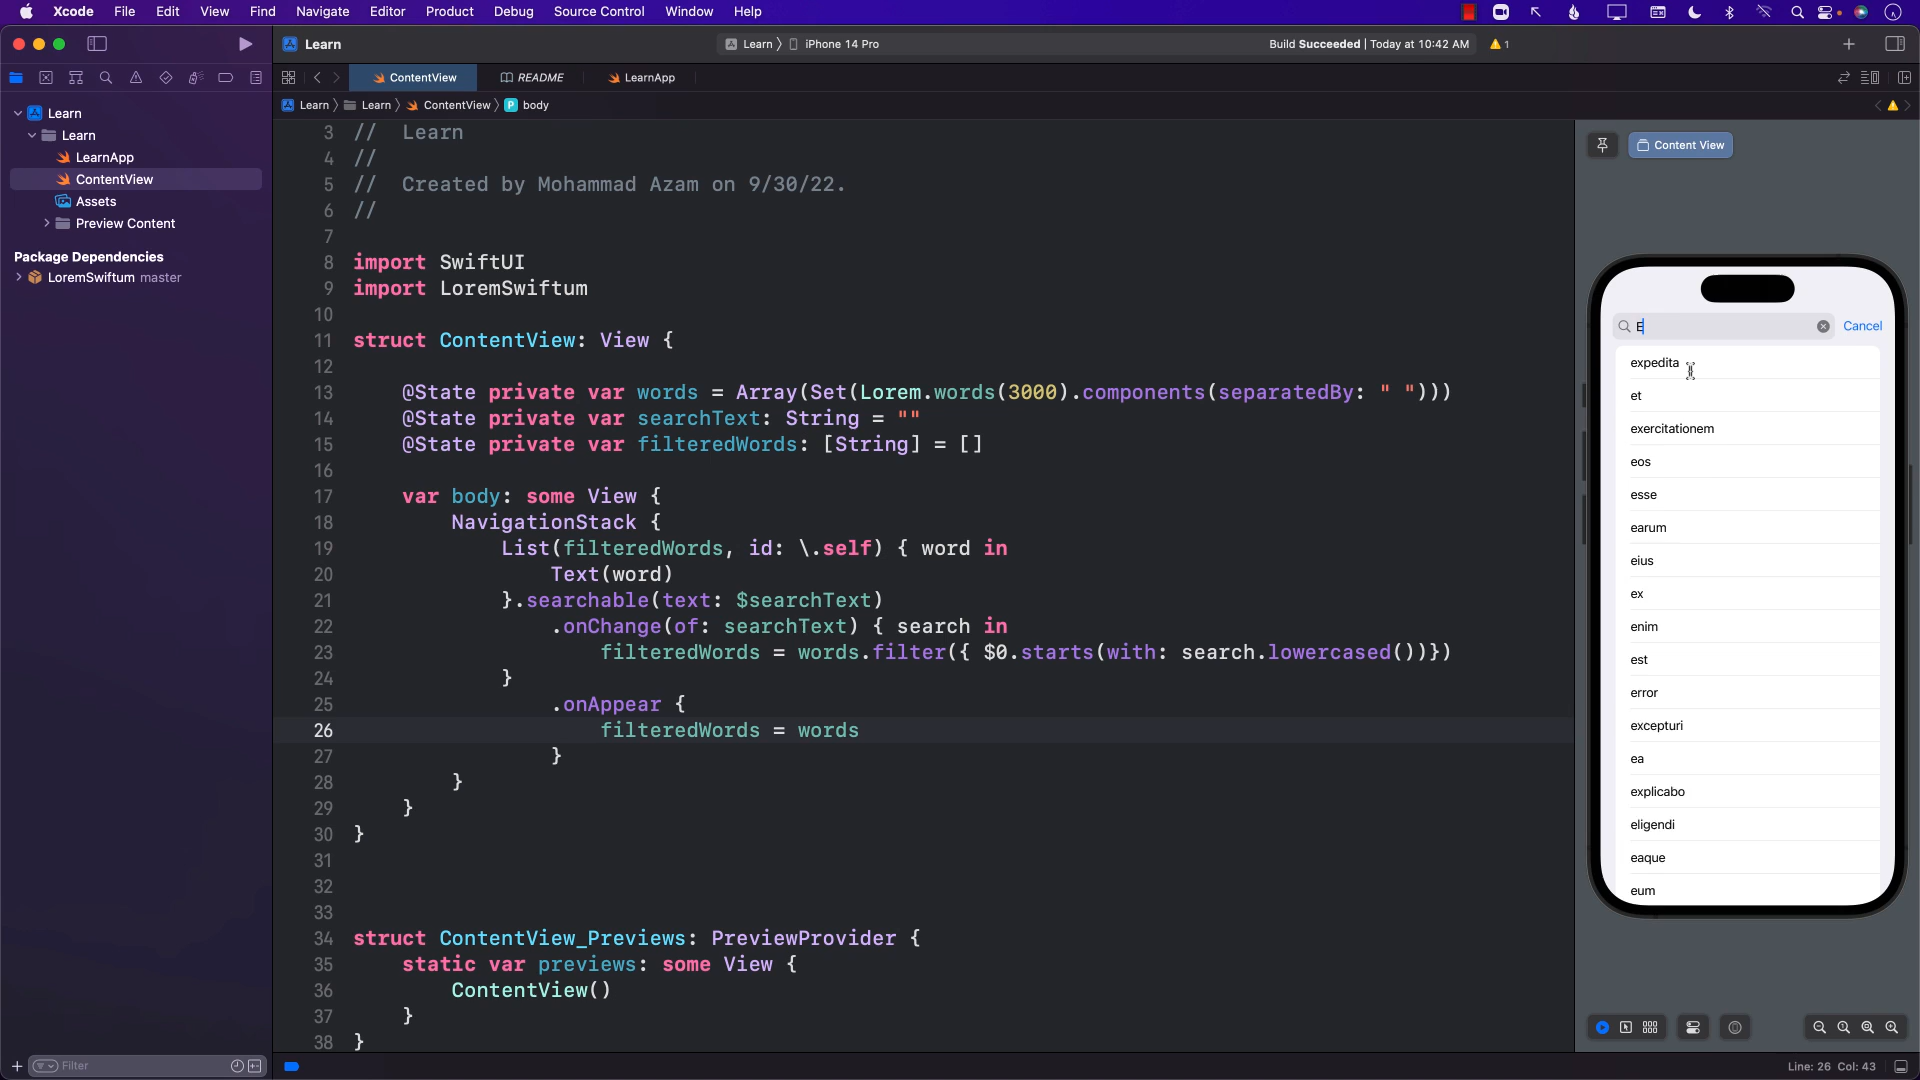 Xcode File Edit View Find Navigate Editor Product Debug Source Control Window Help
Learn
Learn 〉 iPhone 14 Pro
Build Succeeded | Today at 10:42 AM
1
ContentView
README
LearnApp
Learn 〉 Learn 〉 ContentView 〉 P body
Learn
Learn
LearnApp
ContentView
Assets
Preview Content
Package Dependencies
LoremSwiftum master
Filter
3 //  Learn
4 //
5 //  Created by Mohammad Azam on 9/30/22.
6 //
7
8 import SwiftUI
9 import LoremSwiftum
10
11 struct ContentView: View {
12
13     @State private var words = Array(Set(Lorem.words(3000).components(separatedBy: " ")))
14     @State private var searchText: String = ""
15     @State private var filteredWords: [String] = []
16
17     var body: some View {
18         NavigationStack {
19             List(filteredWords, id: \.self) { word in
20                 Text(word)
21             }.searchable(text: $searchText)
22                 .onChange(of: searchText) { search in
23                     filteredWords = words.filter({ $0.starts(with: search.lowercased())})
24             }
25                 .onAppear {
26                     filteredWords = words
27                 }
28         }
29     }
30 }
31
32
33
34 struct ContentView_Previews: PreviewProvider {
35     static var previews: some View {
36         ContentView()
37     }
38 }
Content View
E
Cancel
expedita
et
exercitationem
eos
esse
earum
eius
ex
enim
est
error
excepturi
ea
explicabo
eligendi
eaque
eum
Line: 26 Col: 43